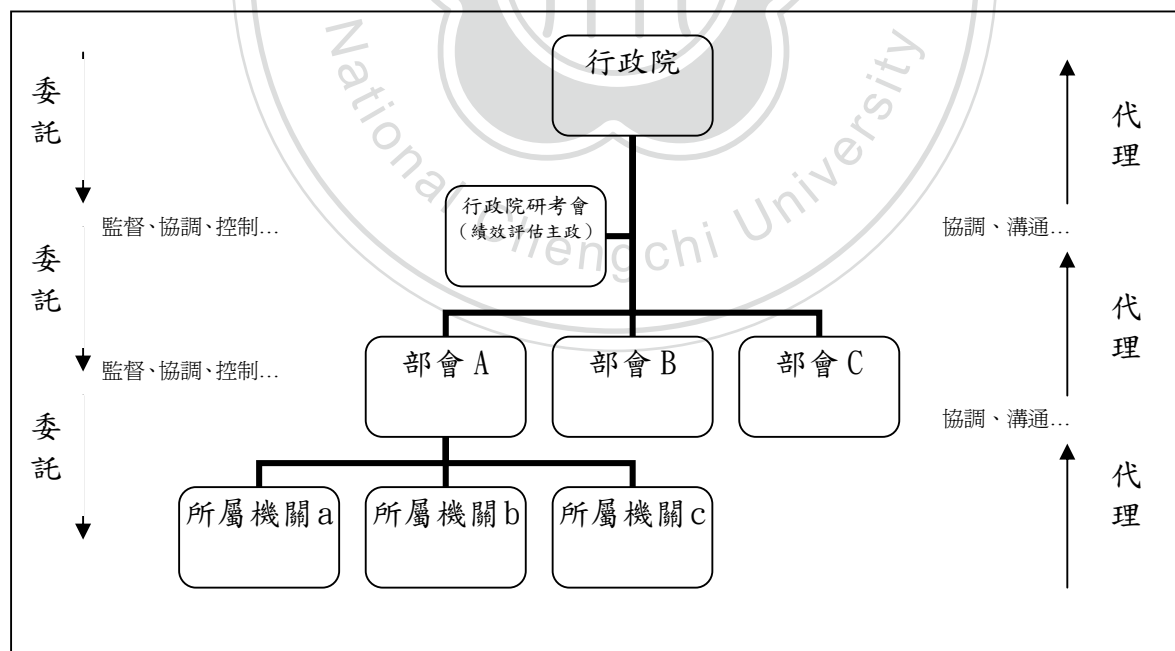 行政院
委託
代理
行政院研考會
（績效評估主政）
監督、協調、控制…
協調、溝通…
委託
代理
部會A
部會B
部會C
監督、協調、控制…
協調、溝通…
委託
代理
所屬機關a
所屬機關b
所屬機關c
National Chengchi University